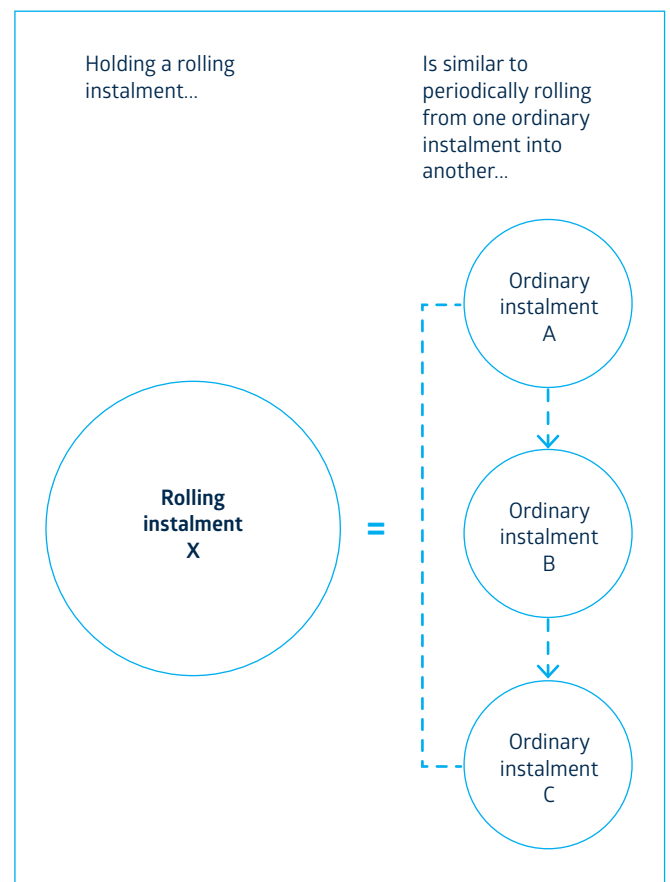 Holding a rolling
instalment...
Is similar to
periodically rolling
from one ordinary
instalment into
another...
Ordinary
instalment
A
Rolling
instalment
X
=
Ordinary
instalment
B
Ordinary
instalment
C